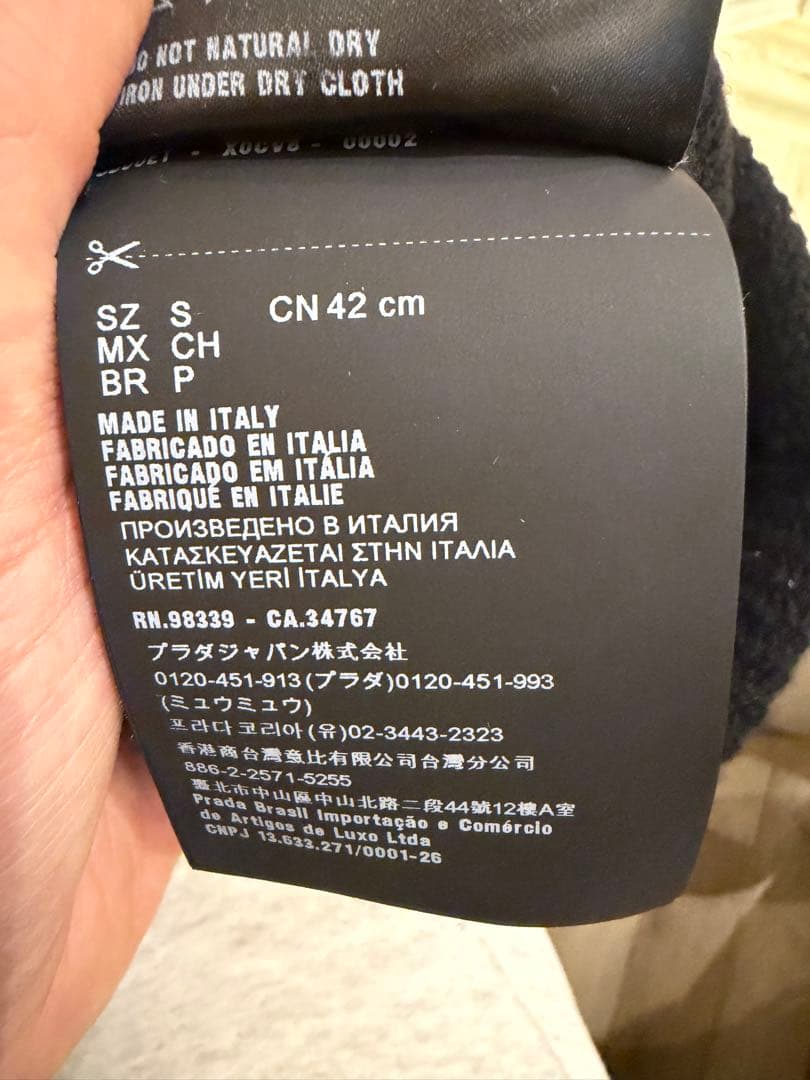 DO NOT NATURAL DRY
IRON UNDER DRY CLOTH
- X0CV8 - 00002
SZ S CN 42 cm
MX CH
BR P
MADE IN ITALY
FABRICADO EN ITALIA
FABRICADO EM ITÁLIA
FABRIQUÉ EN ITALIE
ПРОИЗВЕДЕНО В ИТАЛИЯ
ΚΑΤΑΣΚΕΥΑΖΕΤΑΙ ΣΤΗΝ ΙΤΑΛΙΑ
ÜRETİM YERİ İTALYA
RN.98339 - CA.34767
プラダジャパン株式会社
0120-451-913(プラダ)0120-451-993
(ミュウミュウ)
프라다코리아(유)02-3443-2323
香港商台灣意比有限公司台灣分公司
886-2-2571-5255
臺北市中山區中山北路二段44號12樓A室
Prada Brasil Importação e Comércio
de Artigos de Luxo Ltda
CNPJ 13.633.271/0001-26